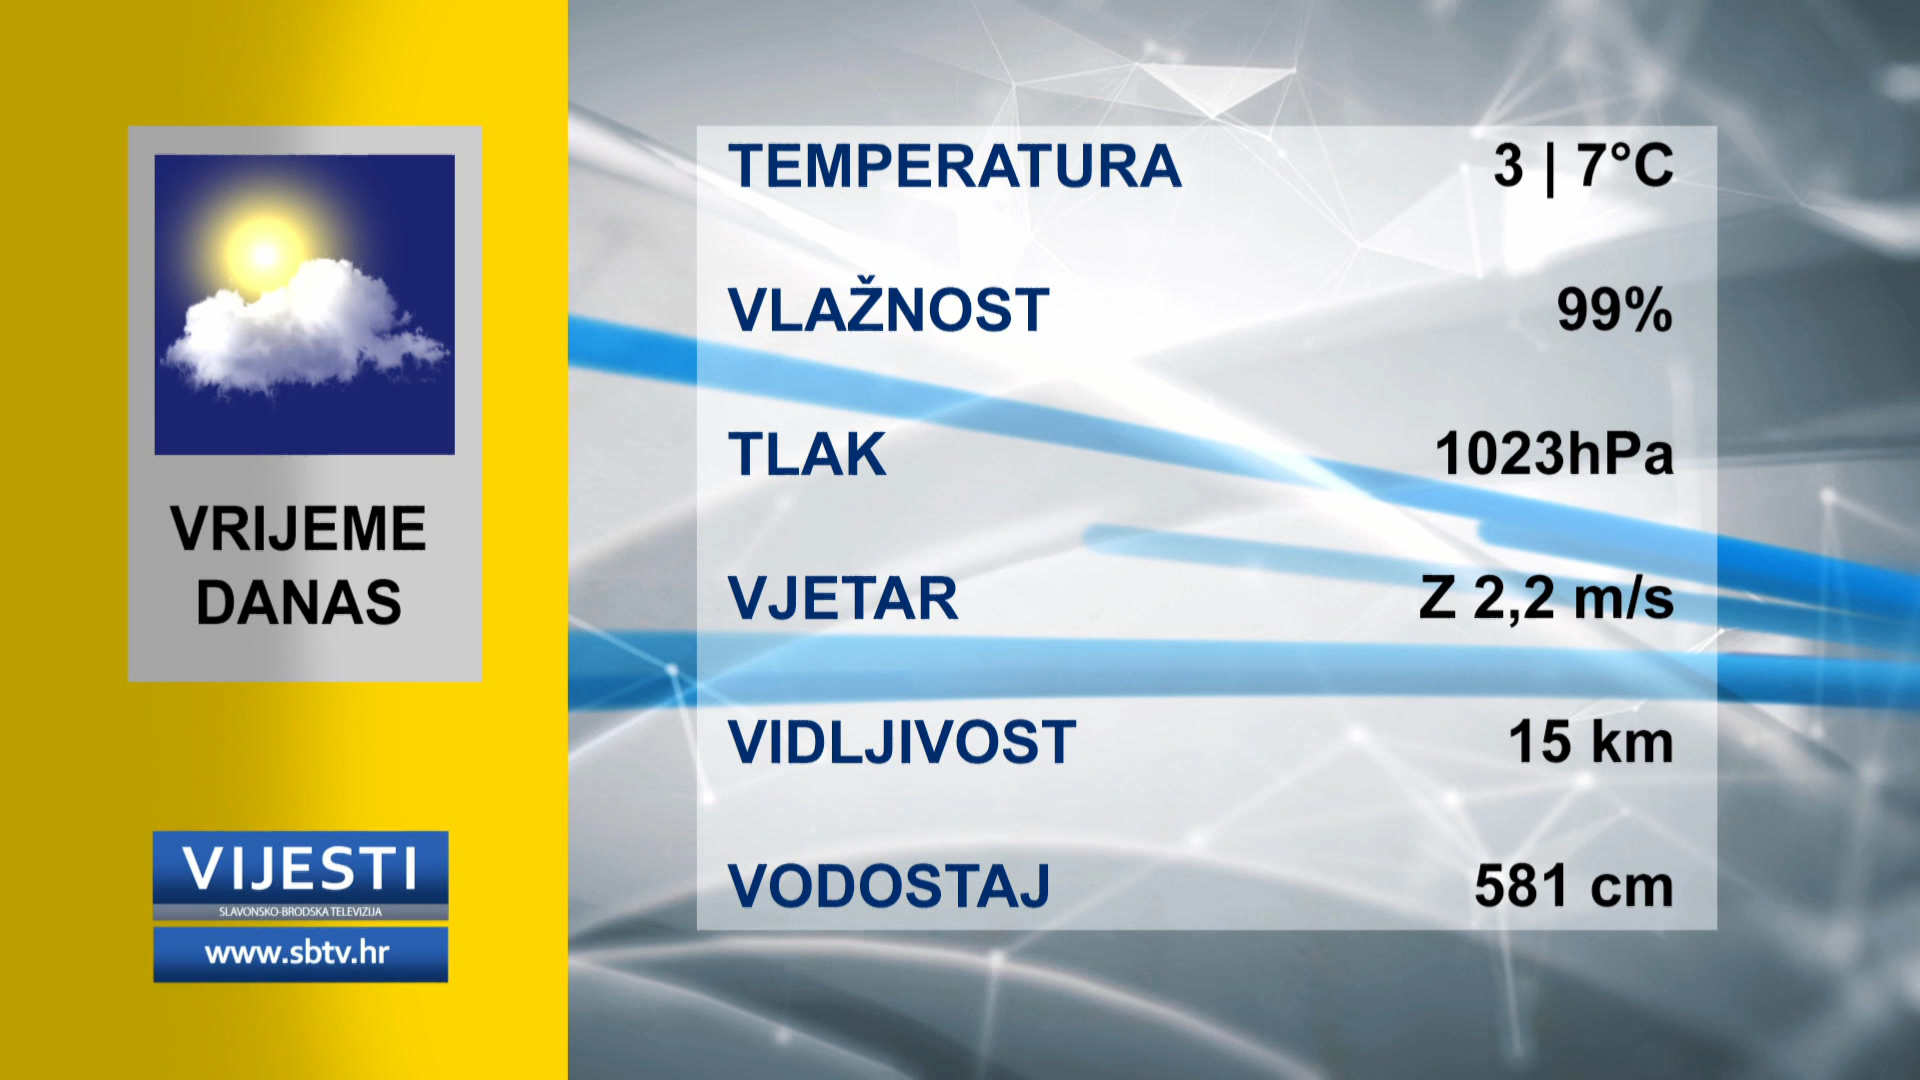 VRIJEME
DANAS
VIJESTI
SLAVONSKO-BRODSKA TELEVIZIJA
www.sbtv.hr
TEMPERATURA 3 | 7°C
VLAŽNOST 99%
TLAK 1023hPa
VJETAR Z 2,2 m/s
VIDLJIVOST 15 km
VODOSTAJ 581 cm